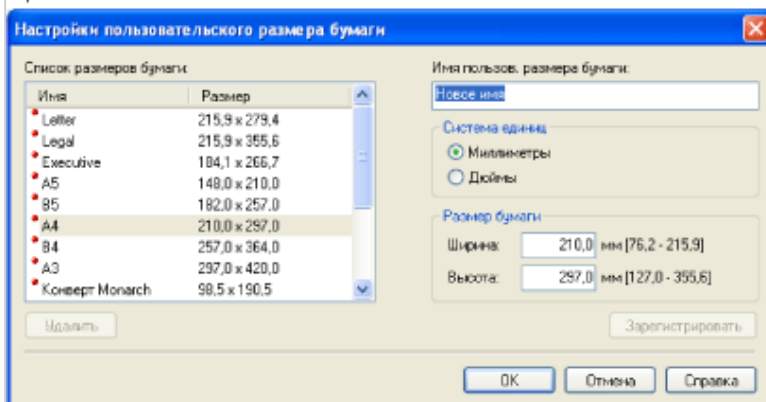 Настройки пользовательского размера бумаги
Список размеров бумаги:
Имя Размер
Letter 215,9 x 279,4
Legal 215,9 x 355,6
Executive 184,1 x 266,7
A5 148,0 x 210,0
B5 182,0 x 257,0
A4 210,0 x 297,0
B4 257,0 x 364,0
A3 297,0 x 420,0
Конверт Monarch 98,5 x 190,5
Удалить
Имя пользов. размера бумаги:
Новое имя
Система единиц
Миллиметры
Дюймы
Размер бумаги
Ширина: 210,0 мм [76,2 - 215,9]
Высота: 297,0 мм [127,0 - 355,6]
Зарегистрировать
OK Отмена Справка